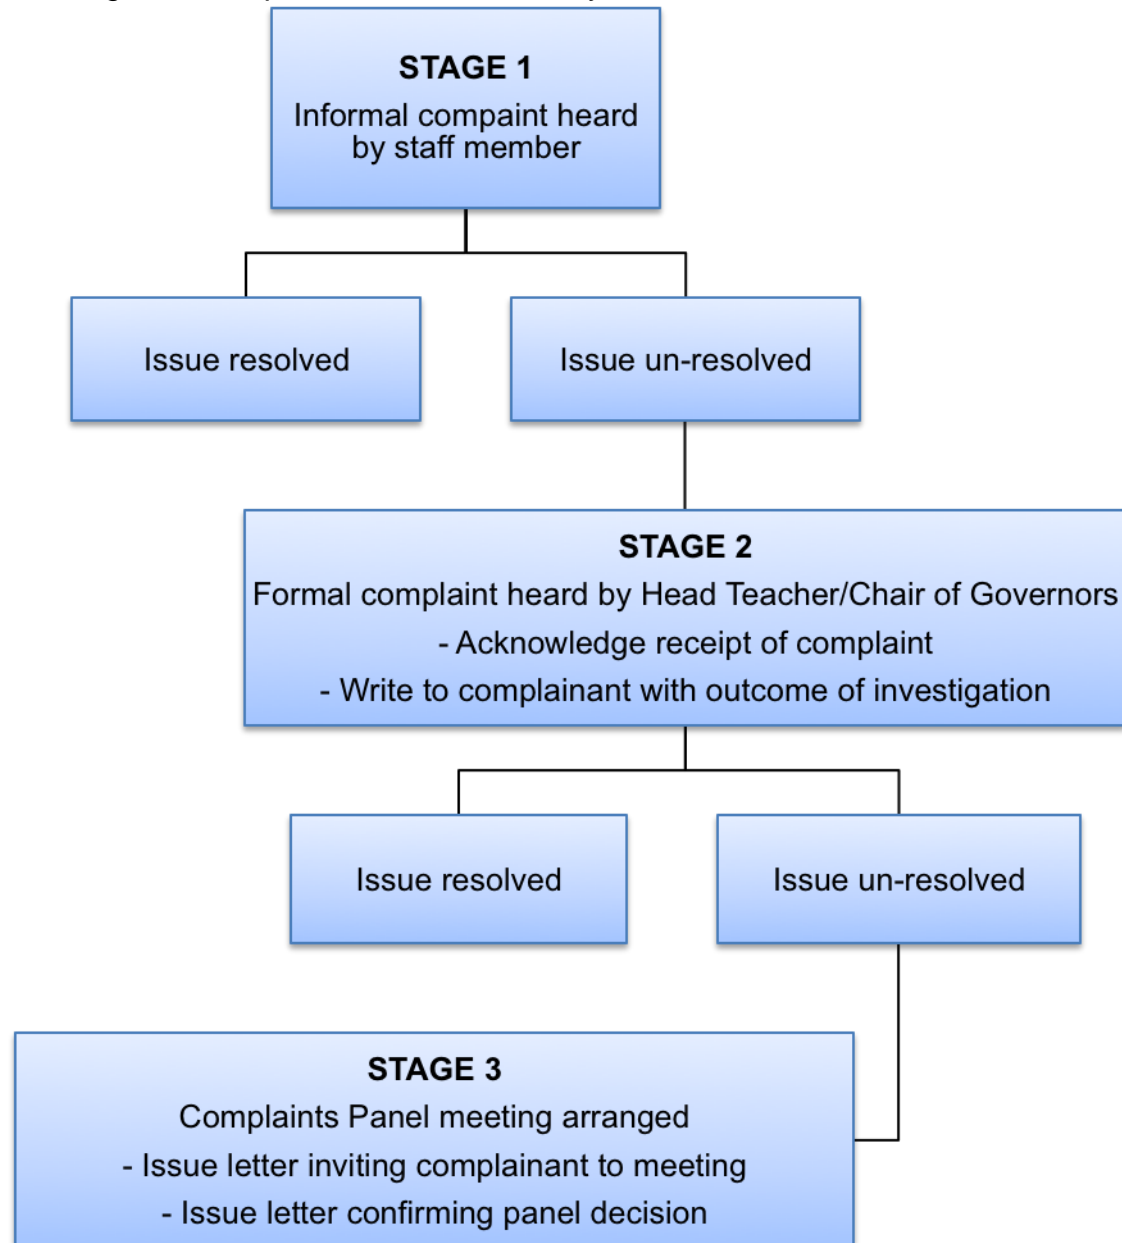 STAGE 1
Informal compaint heard
by staff member
Issue resolved
Issue un-resolved
STAGE 2
Formal complaint heard by Head Teacher/Chair of Governors
- Acknowledge receipt of complaint
- Write to complainant with outcome of investigation
Issue resolved
Issue un-resolved
STAGE 3
Complaints Panel meeting arranged
- Issue letter inviting complainant to meeting
- Issue letter confirming panel decision